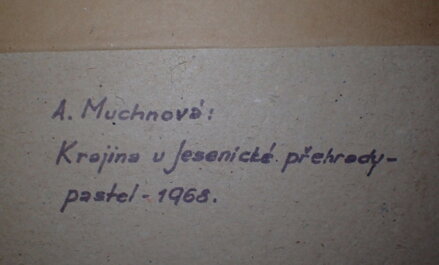 A. Muchnová:
Krajina u Jesenické přehrady-
pastel - 1968.